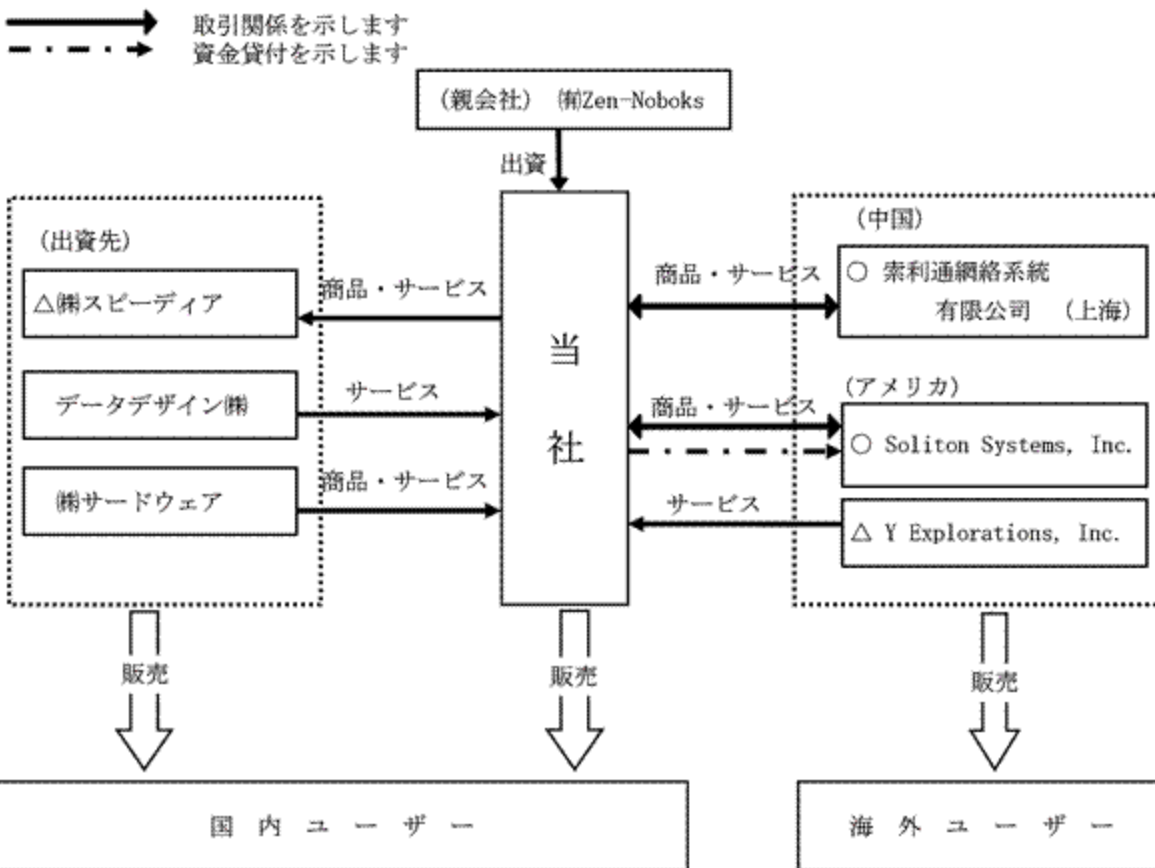 取引関係を示します
資金貸付を示します
(親会社) ㈲Zen-Noboks
出資
(出資先)
△㈱スピーディア
商品・サービス
データデザイン㈱
サービス
㈱サードウェア
商品・サービス
当
社
(中国)
商品・サービス
○ 索利通網絡系統
有限公司 (上海)
(アメリカ)
商品・サービス
○ Soliton Systems, Inc.
サービス
△ Y Explorations, Inc.
販売
販売
販売
国 内 ユ ー ザ ー
海 外 ユ ー ザ ー